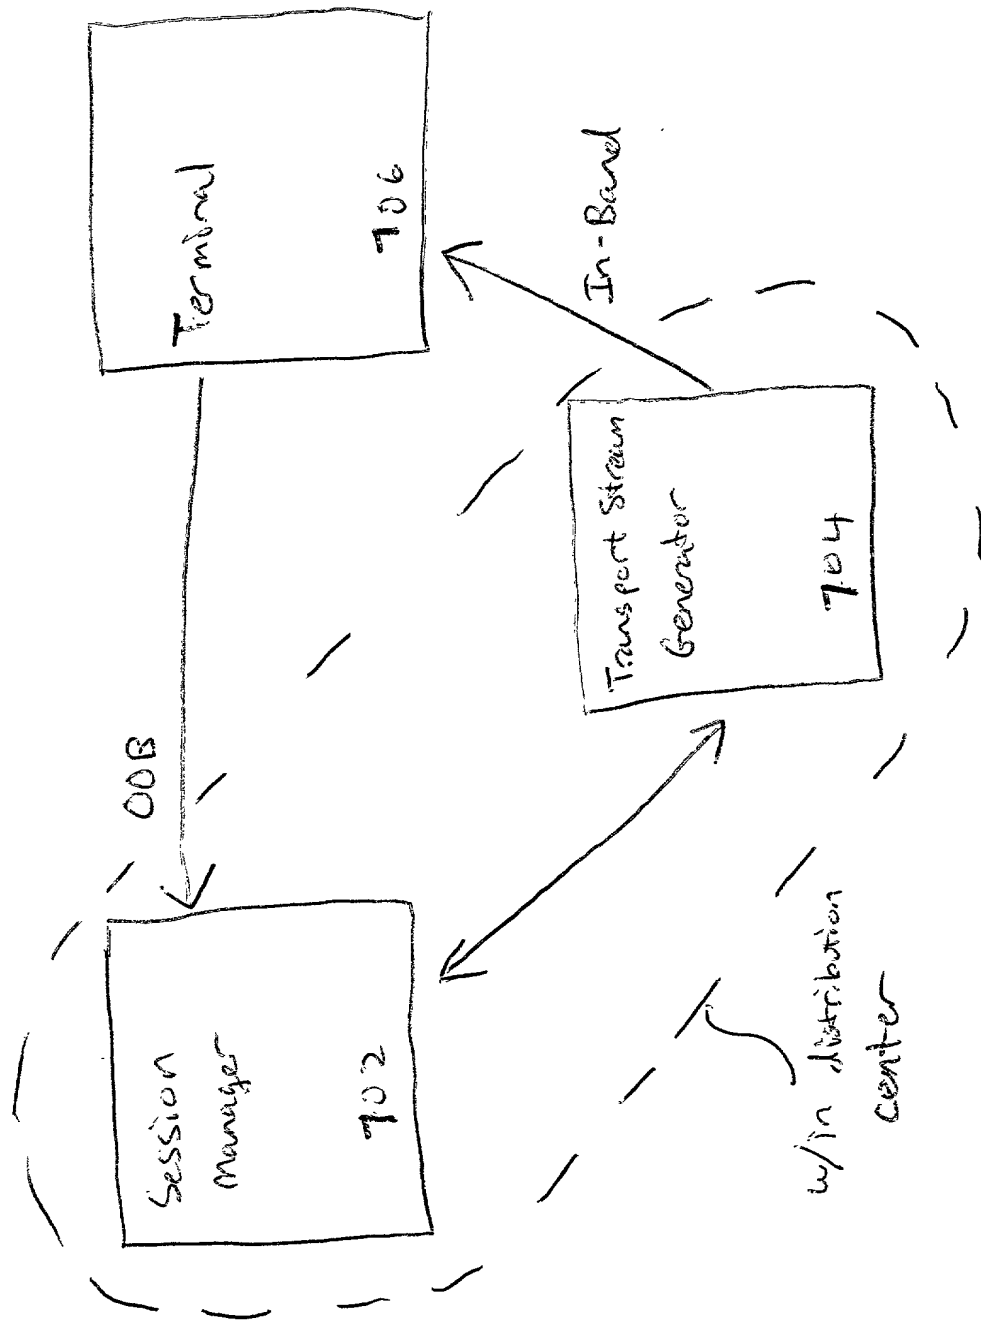 Session
Manager
702
OOB
Terminal
706
Transport Stream
Generator
704
In-Band
w/in distribution
center